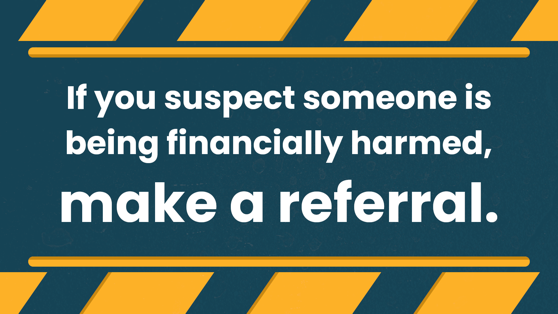 If you suspect someone is
being financially harmed,
make a referral.